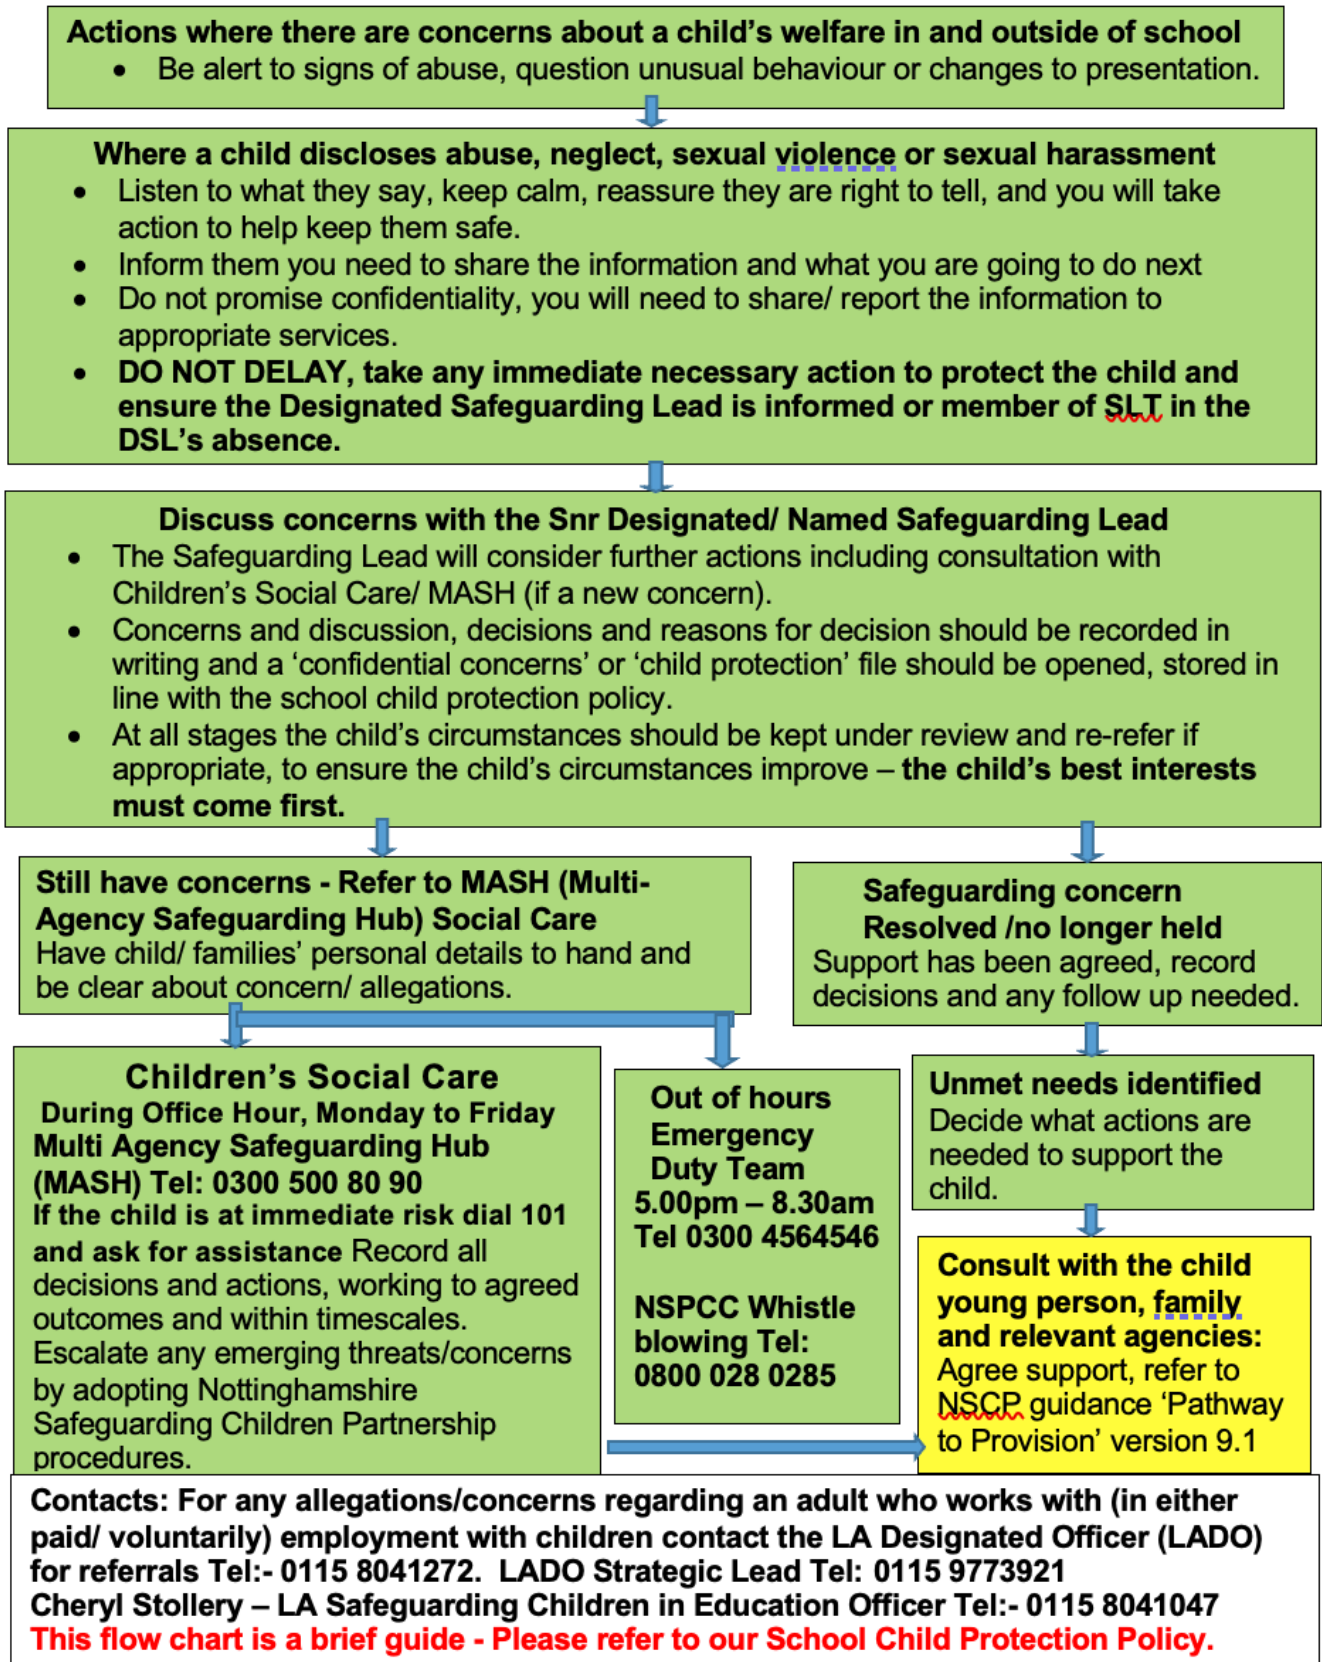 Actions where there are concerns about a child's welfare in and outside of school
• Be alert to signs of abuse, question unusual behaviour or changes to presentation.
Where a child discloses abuse, neglect, sexual violence or sexual harassment
• Listen to what they say, keep calm, reassure they are right to tell, and you will take
action to help keep them safe.
• Inform them you need to share the information and what you are going to do next
• Do not promise confidentiality, you will need to share/ report the information to
appropriate services.
• DO NOT DELAY, take any immediate necessary action to protect the child and
ensure the Designated Safeguarding Lead is informed or member of SLT in the
DSL's absence.
Discuss concerns with the Snr Designated/ Named Safeguarding Lead
• The Safeguarding Lead will consider further actions including consultation with
Children's Social Care/ MASH (if a new concern).
• Concerns and discussion, decisions and reasons for decision should be recorded in
writing and a 'confidential concerns' or 'child protection' file should be opened, stored in
line with the school child protection policy.
• At all stages the child's circumstances should be kept under review and re-refer if
appropriate, to ensure the child's circumstances improve – the child's best interests
must come first.
Still have concerns - Refer to MASH (Multi-
Agency Safeguarding Hub) Social Care
Have child/ families' personal details to hand and
be clear about concern/ allegations.
Safeguarding concern
Resolved /no longer held
Support has been agreed, record
decisions and any follow up needed.
Children's Social Care
During Office Hour, Monday to Friday
Multi Agency Safeguarding Hub
(MASH) Tel: 0300 500 80 90
If the child is at immediate risk dial 101
and ask for assistance Record all
decisions and actions, working to agreed
outcomes and within timescales.
Escalate any emerging threats/concerns
by adopting Nottinghamshire
Safeguarding Children Partnership
procedures.
Out of hours
Emergency
Duty Team
5.00pm – 8.30am
Tel 0300 4564546
NSPCC Whistle
blowing Tel:
0800 028 0285
Unmet needs identified
Decide what actions are
needed to support the
child.
Consult with the child
young person, family
and relevant agencies:
Agree support, refer to
NSCP guidance 'Pathway
to Provision' version 9.1
Contacts: For any allegations/concerns regarding an adult who works with (in either
paid/ voluntarily) employment with children contact the LA Designated Officer (LADO)
for referrals Tel:- 0115 8041272. LADO Strategic Lead Tel: 0115 9773921
Cheryl Stollery – LA Safeguarding Children in Education Officer Tel:- 0115 8041047
This flow chart is a brief guide - Please refer to our School Child Protection Policy.